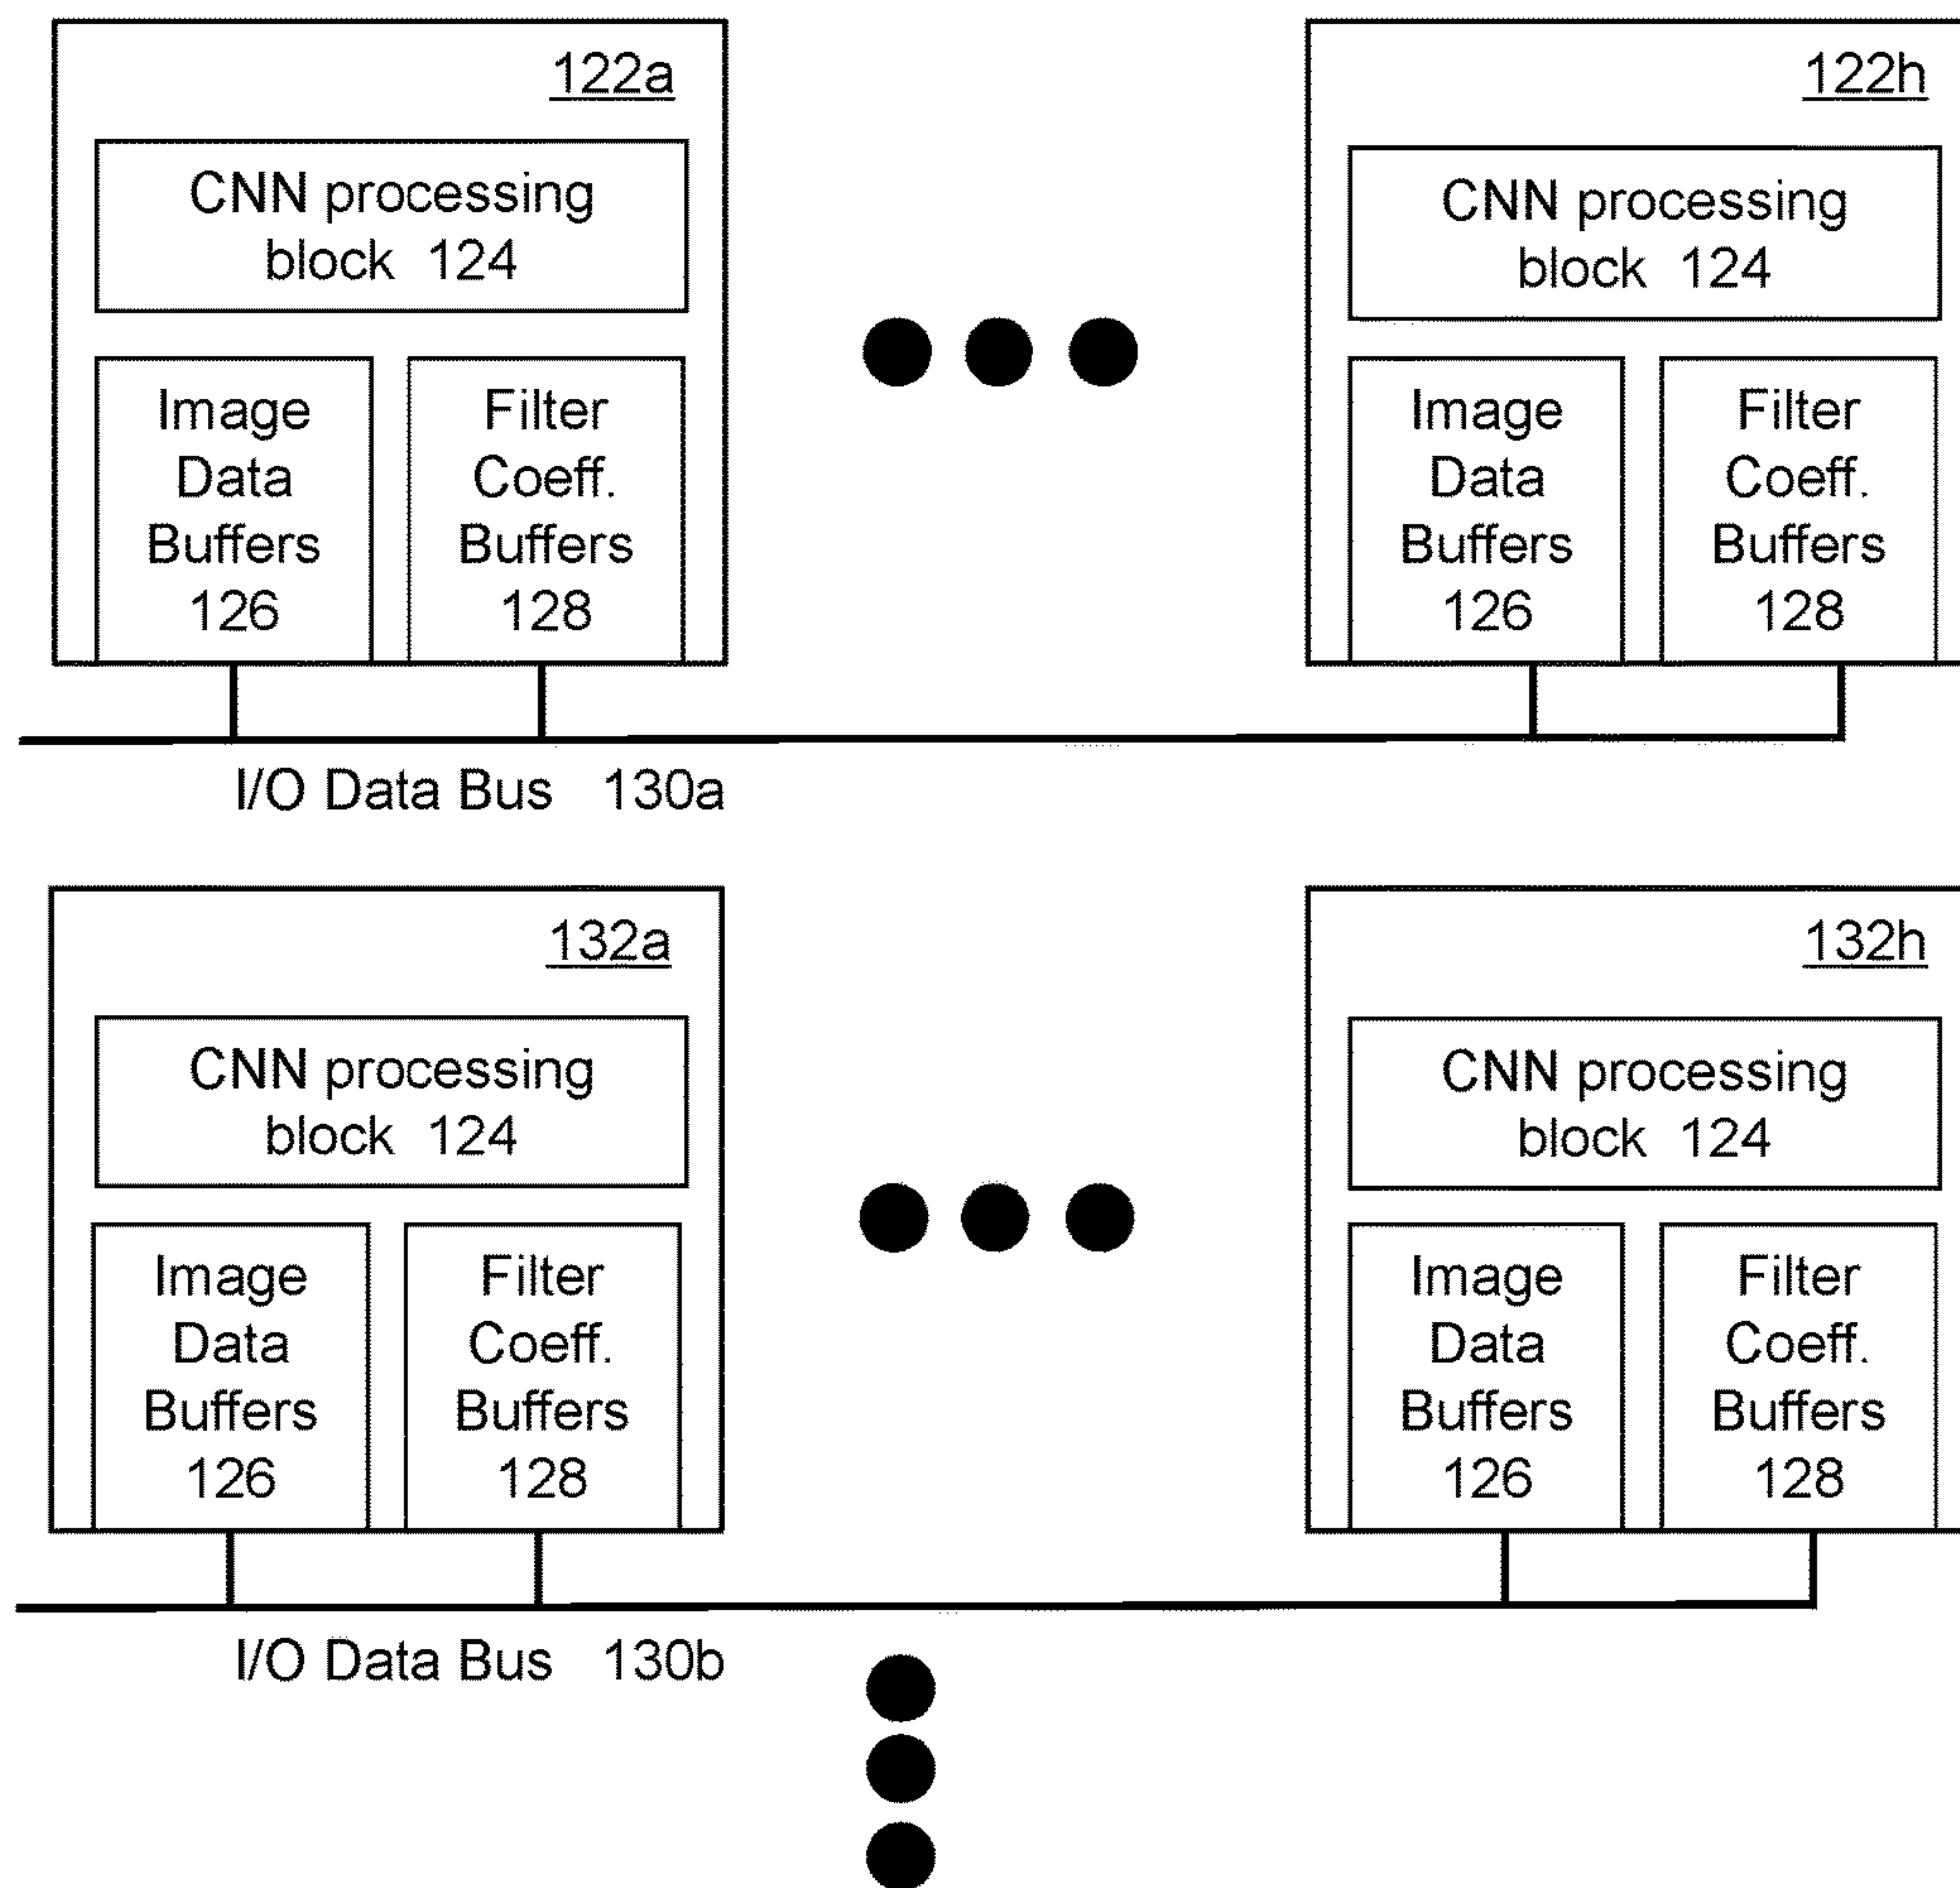 122a
CNN processing
block 124
Image
Data
Buffers
126
Filter
Coeff.
Buffers
128
122h
CNN processing
block 124
Image
Data
Buffers
126
Filter
Coeff.
Buffers
128
I/O Data Bus 130a
132a
CNN processing
block 124
Image
Data
Buffers
126
Filter
Coeff.
Buffers
128
132h
CNN processing
block 124
Image
Data
Buffers
126
Filter
Coeff.
Buffers
128
I/O Data Bus 130b